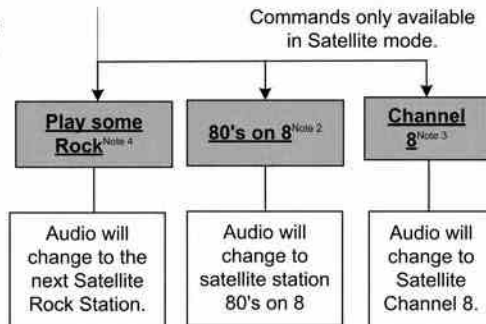 Commands only available
in Satellite mode.
Play some
Rock Note 4
80's on 8 Note 2
Channel
8 Note 3
Audio will
change to the
next Satellite
Rock Station.
Audio will
change to
satellite station
80's on 8
Audio will
change to
Satellite
Channel 8.